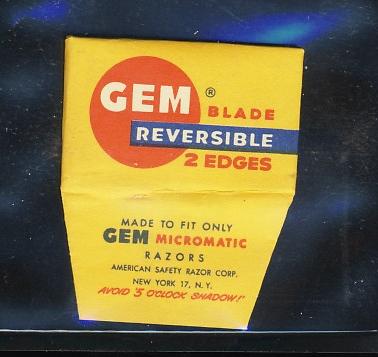 GEM ®
BLADE
REVERSIBLE
2 EDGES
MADE TO FIT ONLY
GEM MICROMATIC
RAZORS
AMERICAN SAFETY RAZOR CORP.
NEW YORK 17, N.Y.
AVOID '5 O'CLOCK SHADOW!'